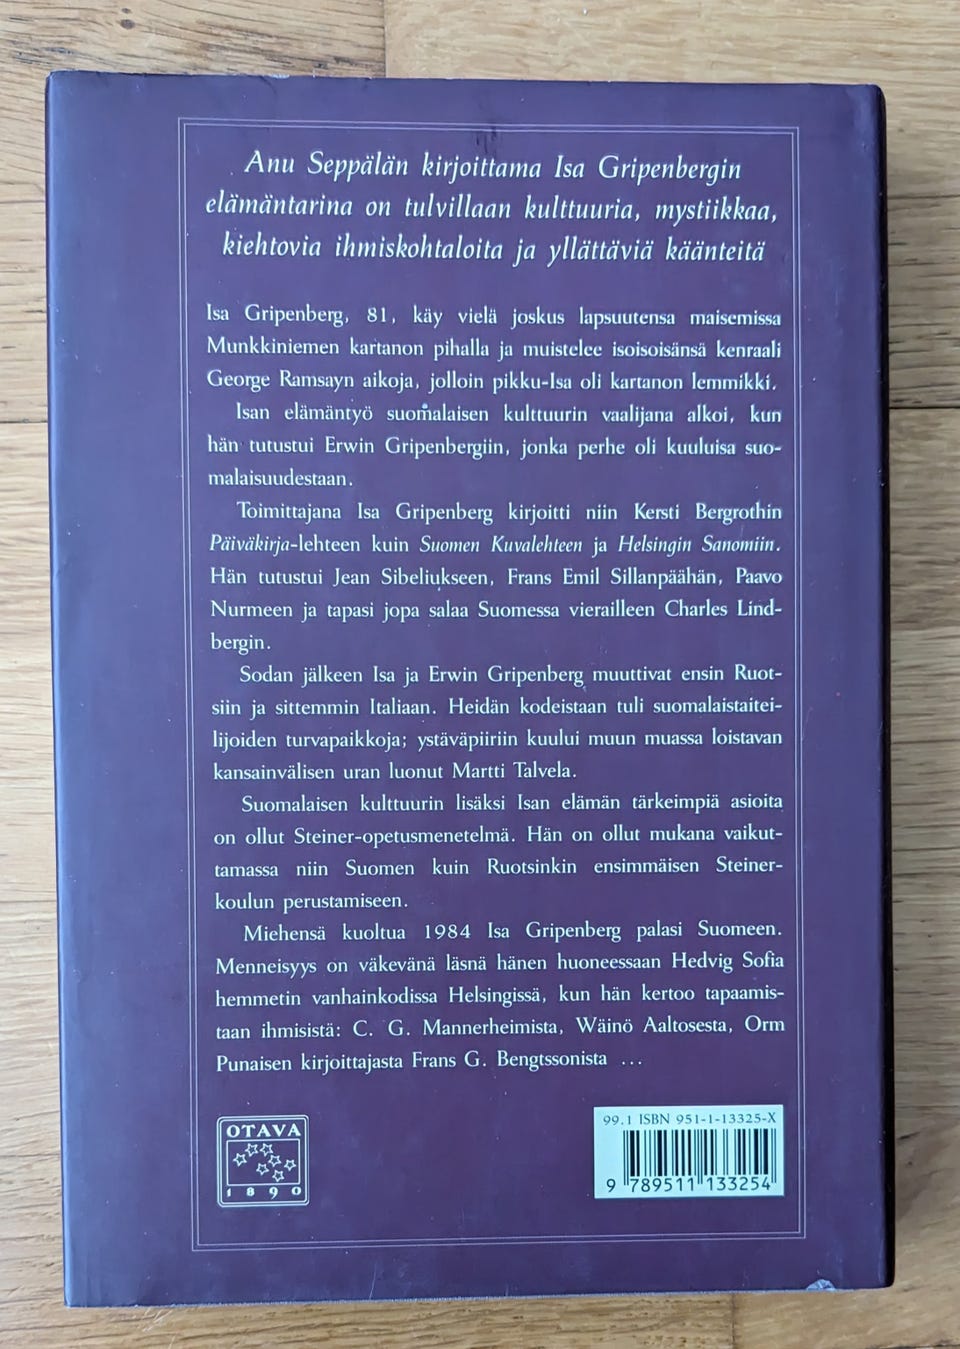 Anu Seppälän kirjoittama Isa Gripenbergin
elämäntarina on tulvillaan kulttuuria, mystiikkaa,
kiehtovia ihmiskohtaloita ja yllättäviä käänteitä
Isa Gripenberg, 81, käy vielä joskus lapsuutensa maisemissa
Munkkiniemen kartanon pihalla ja muistelee isoisoisänsä kenraali
George Ramsayn aikoja, jolloin pikku-Isa oli kartanon lemmikki.
Isan elämäntyö suomalaisen kulttuurin vaalijana alkoi, kun
hän tutustui Erwin Gripenbergiin, jonka perhe oli kuuluisa suo-
malaisuudestaan.
Toimittajana Isa Gripenberg kirjoitti niin Kersti Bergrothin
Päiväkirja-lehteen kuin Suomen Kuvalehteen ja Helsingin Sanomiin.
Hän tutustui Jean Sibeliukseen, Frans Emil Sillanpäähän, Paavo
Nurmeen ja tapasi jopa salaa Suomessa vierailleen Charles Lind-
bergin.
Sodan jälkeen Isa ja Erwin Gripenberg muuttivat ensin Ruot-
siin ja sittemmin Italiaan. Heidän kodeistaan tuli suomalaistaitei-
lijoiden turvapaikkoja; ystäväpiiriin kuului muun muassa loistavan
kansainvälisen uran luonut Martti Talvela.
Suomalaisen kulttuurin lisäksi Isan elämän tärkeimpiä asioita
on ollut Steiner-opetusmenetelmä. Hän on ollut mukana vaikut-
tamassa niin Suomen kuin Ruotsinkin ensimmäisen Steiner-
koulun perustamiseen.
Miehensä kuoltua 1984 Isa Gripenberg palasi Suomeen.
Menneisyys on väkevänä läsnä hänen huoneessaan Hedvig Sofia
hemmetin vanhainkodissa Helsingissä, kun hän kertoo tapaamis-
taan ihmisistä: C. G. Mannerheimista, Wäinö Aaltosesta, Orm
Punaisen kirjoittajasta Frans G. Bengtssonista ...
OTAVA
1890
99.1 ISBN 951-1-13325-X
9 789511 133254